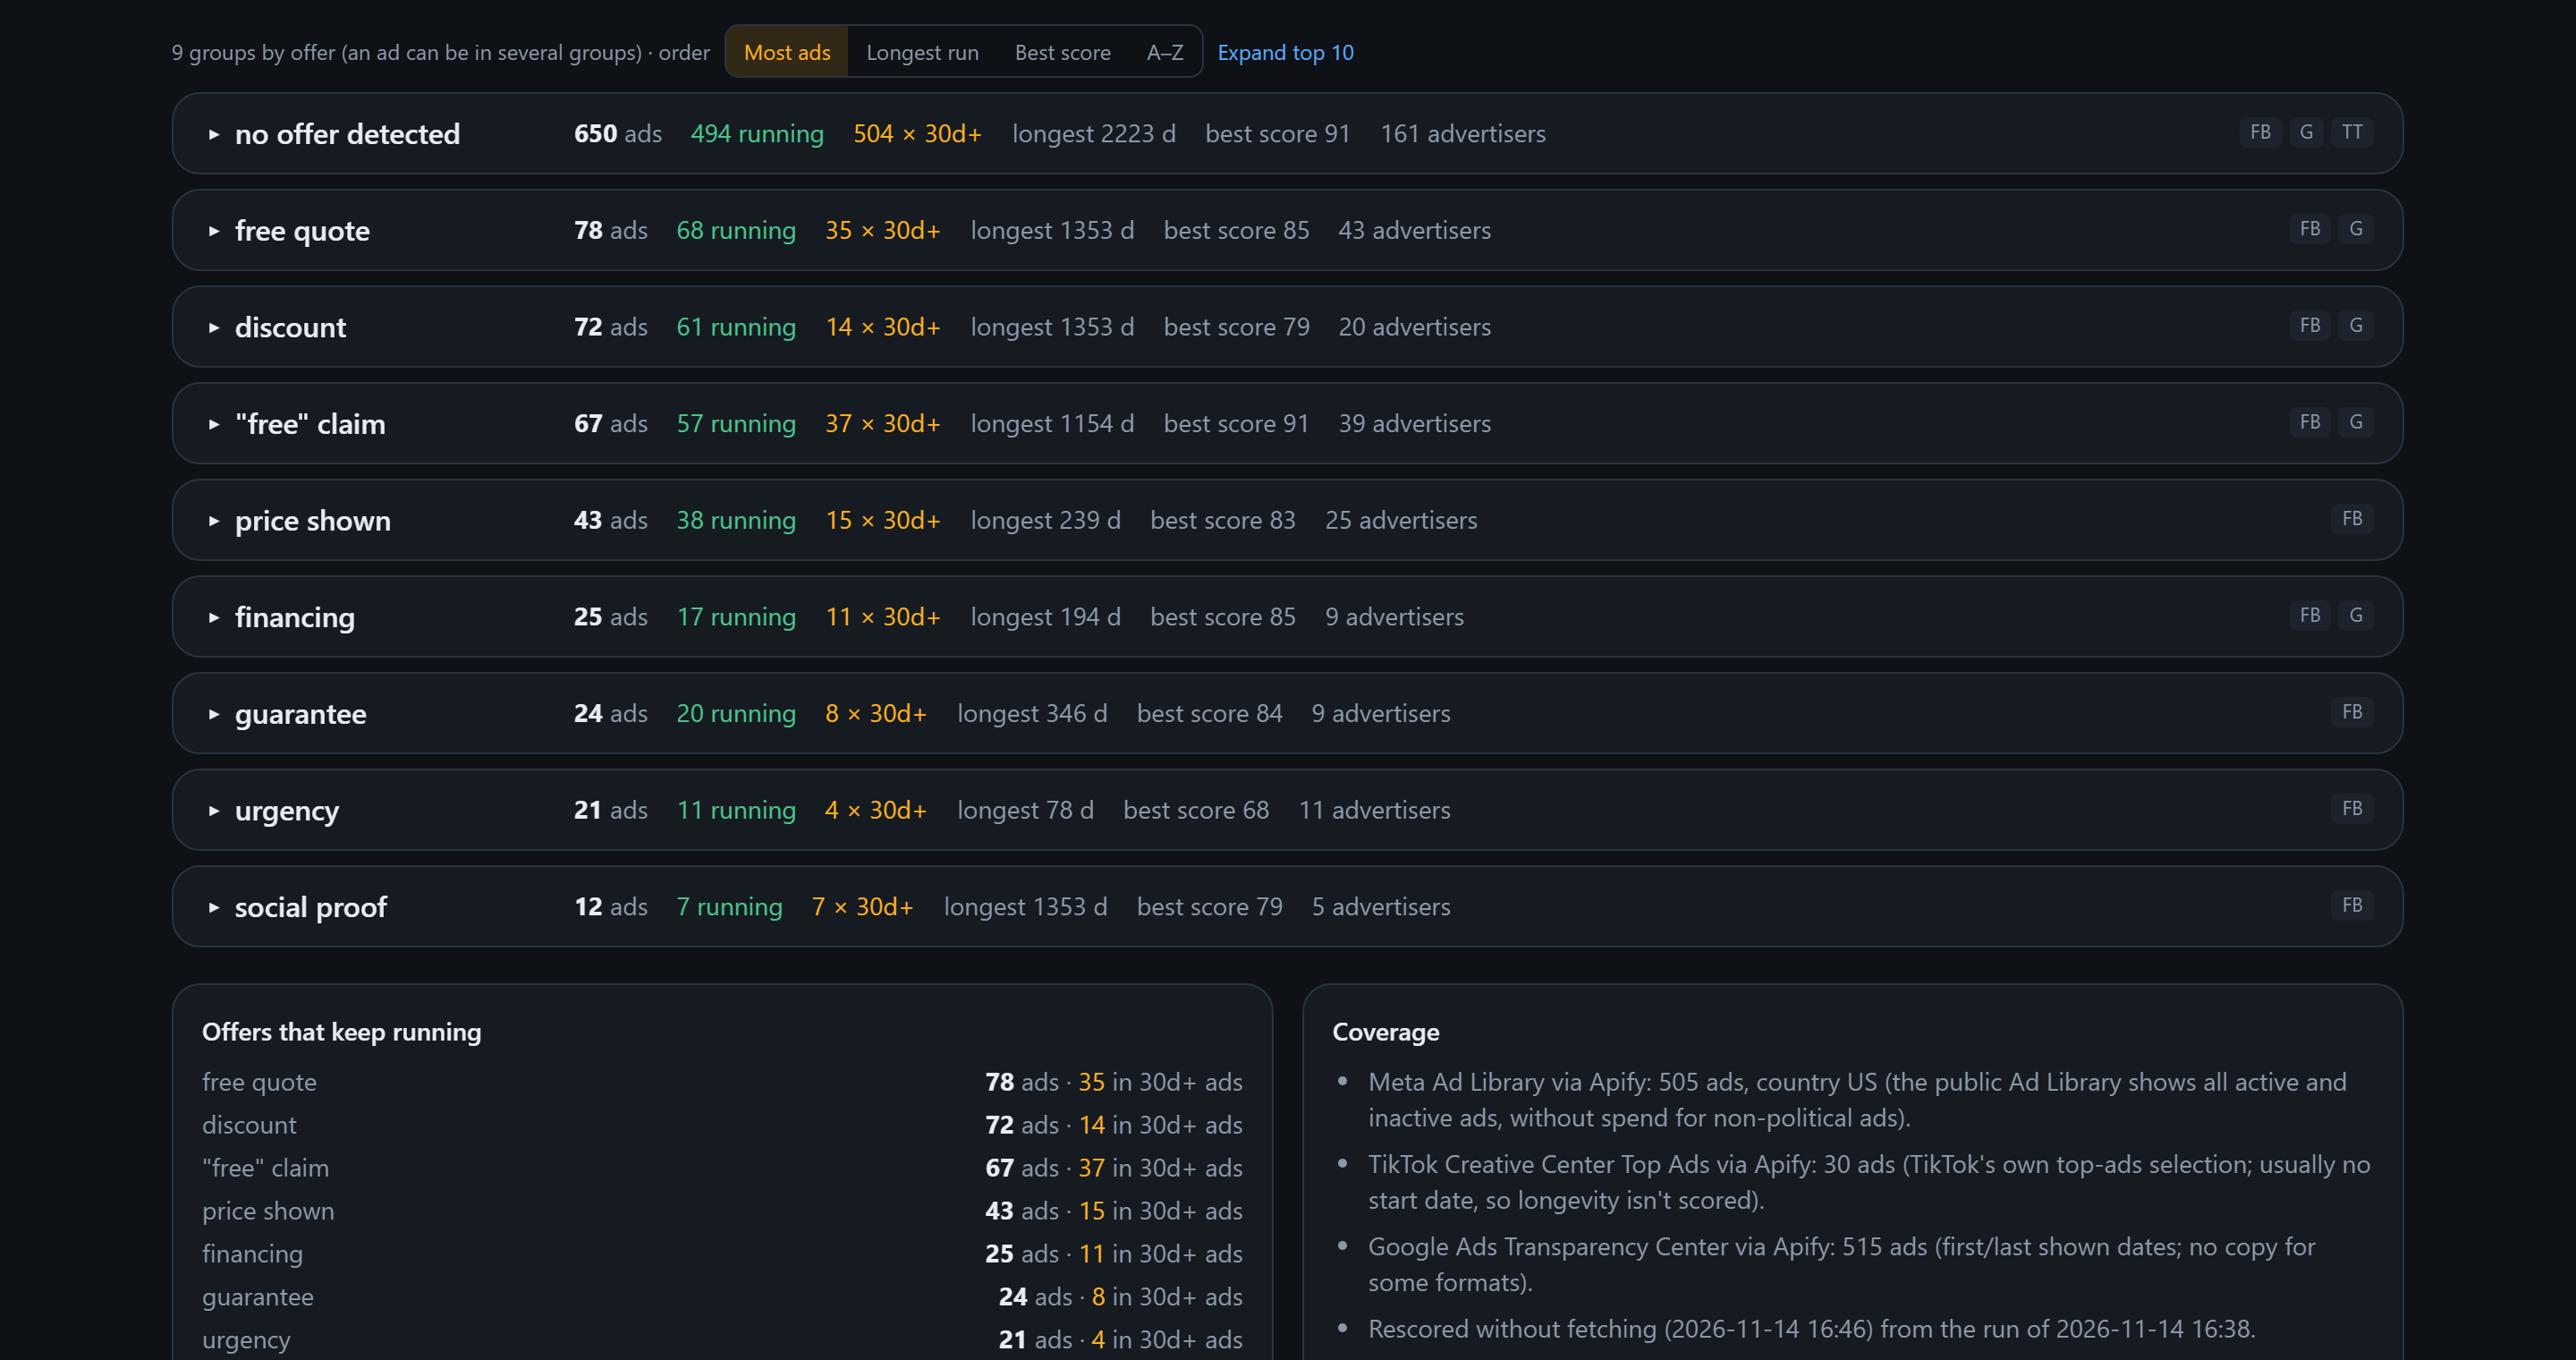 9 groups by offer (an ad can be in several groups) · order Most ads Longest run Best score A–Z Expand top 10
▸ no offer detected 650 ads 494 running 504 × 30d+ longest 2223 d best score 91 161 advertisers FB G TT
▸ free quote 78 ads 68 running 35 × 30d+ longest 1353 d best score 85 43 advertisers FB G
▸ discount 72 ads 61 running 14 × 30d+ longest 1353 d best score 79 20 advertisers FB G
▸ "free" claim 67 ads 57 running 37 × 30d+ longest 1154 d best score 91 39 advertisers FB G
▸ price shown 43 ads 38 running 15 × 30d+ longest 239 d best score 83 25 advertisers FB
▸ financing 25 ads 17 running 11 × 30d+ longest 194 d best score 85 9 advertisers FB G
▸ guarantee 24 ads 20 running 8 × 30d+ longest 346 d best score 84 9 advertisers FB
▸ urgency 21 ads 11 running 4 × 30d+ longest 78 d best score 68 11 advertisers FB
▸ social proof 12 ads 7 running 7 × 30d+ longest 1353 d best score 79 5 advertisers FB
Offers that keep running
free quote 78 ads · 35 in 30d+ ads
discount 72 ads · 14 in 30d+ ads
"free" claim 67 ads · 37 in 30d+ ads
price shown 43 ads · 15 in 30d+ ads
financing 25 ads · 11 in 30d+ ads
guarantee 24 ads · 8 in 30d+ ads
urgency 21 ads · 4 in 30d+ ads
Coverage
• Meta Ad Library via Apify: 505 ads, country US (the public Ad Library shows all active and
inactive ads, without spend for non-political ads).
• TikTok Creative Center Top Ads via Apify: 30 ads (TikTok's own top-ads selection; usually no
start date, so longevity isn't scored).
• Google Ads Transparency Center via Apify: 515 ads (first/last shown dates; no copy for
some formats).
• Rescored without fetching (2026-11-14 16:46) from the run of 2026-11-14 16:38.